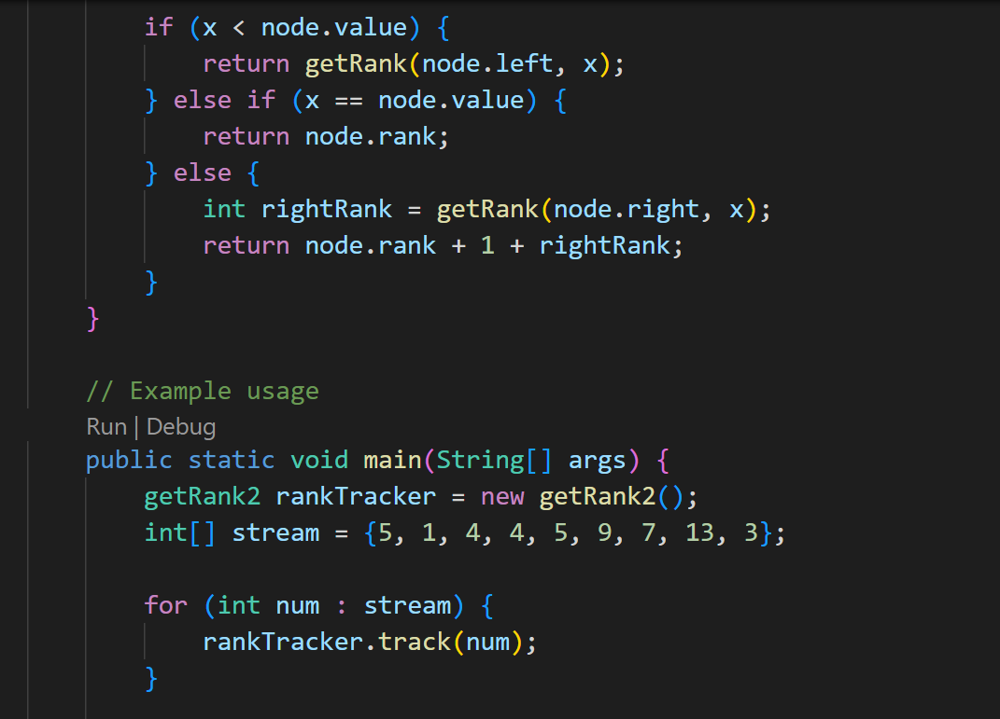 if (x < node.value) {
return getRank(node.left, x);
} else if (x == node.value) {
return node.rank;
} else {
int rightRank = getRank(node.right, x);
return node.rank + 1 + rightRank;
}
}
// Example usage
Run | Debug
public static void main(String[] args) {
getRank2 rankTracker = new getRank2();
int[] stream = {5, 1, 4, 4, 5, 9, 7, 13, 3};
for (int num : stream) {
rankTracker.track(num);
}